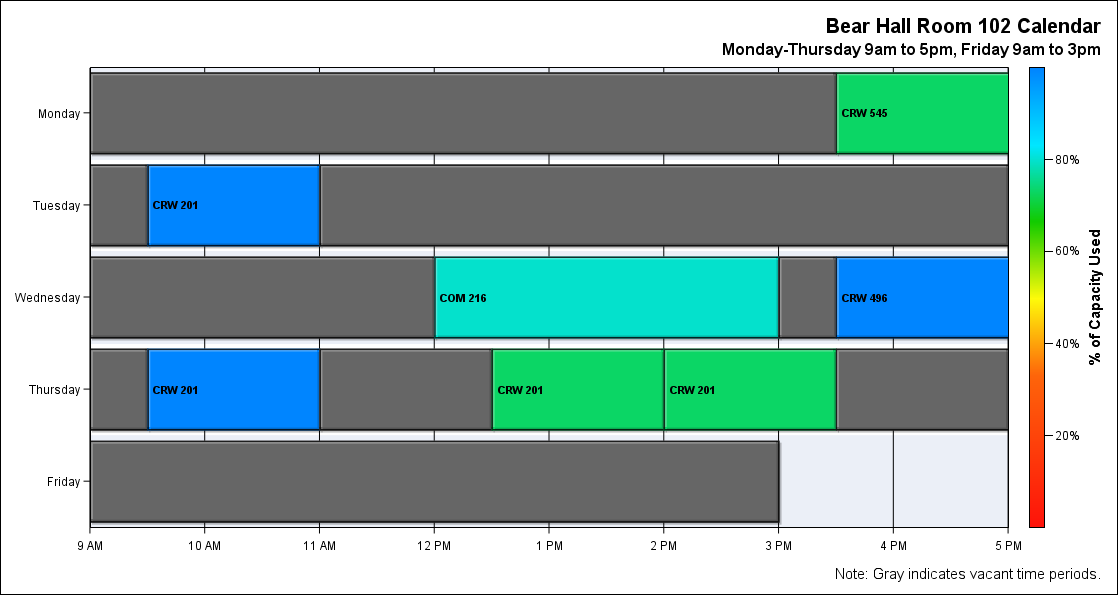 Bear Hall Room 102 Calendar
Monday-Thursday 9am to 5pm, Friday 9am to 3pm
Monday
CRW 545
Tuesday
CRW 201
Wednesday
COM 216
CRW 496
Thursday
CRW 201
CRW 201
CRW 201
Friday
9 AM
10 AM
11 AM
12 PM
1 PM
2 PM
3 PM
4 PM
5 PM
80%
60%
40%
20%
% of Capacity Used
Note: Gray indicates vacant time periods.